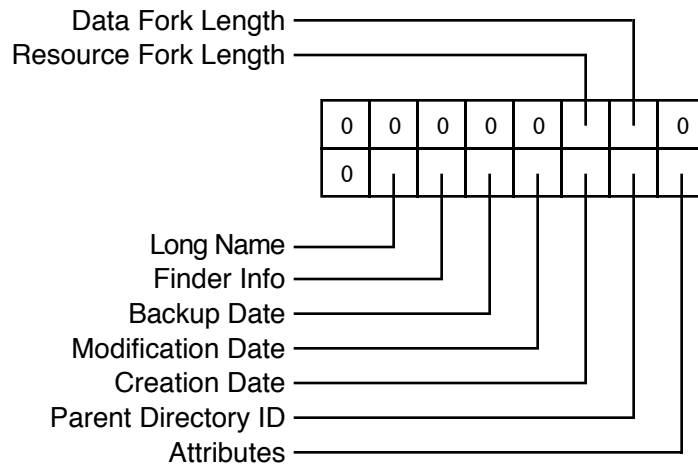 Data Fork Length
Resource Fork Length
0 0 0 0 0 0
0
Long Name
Finder Info
Backup Date
Modification Date
Creation Date
Parent Directory ID
Attributes